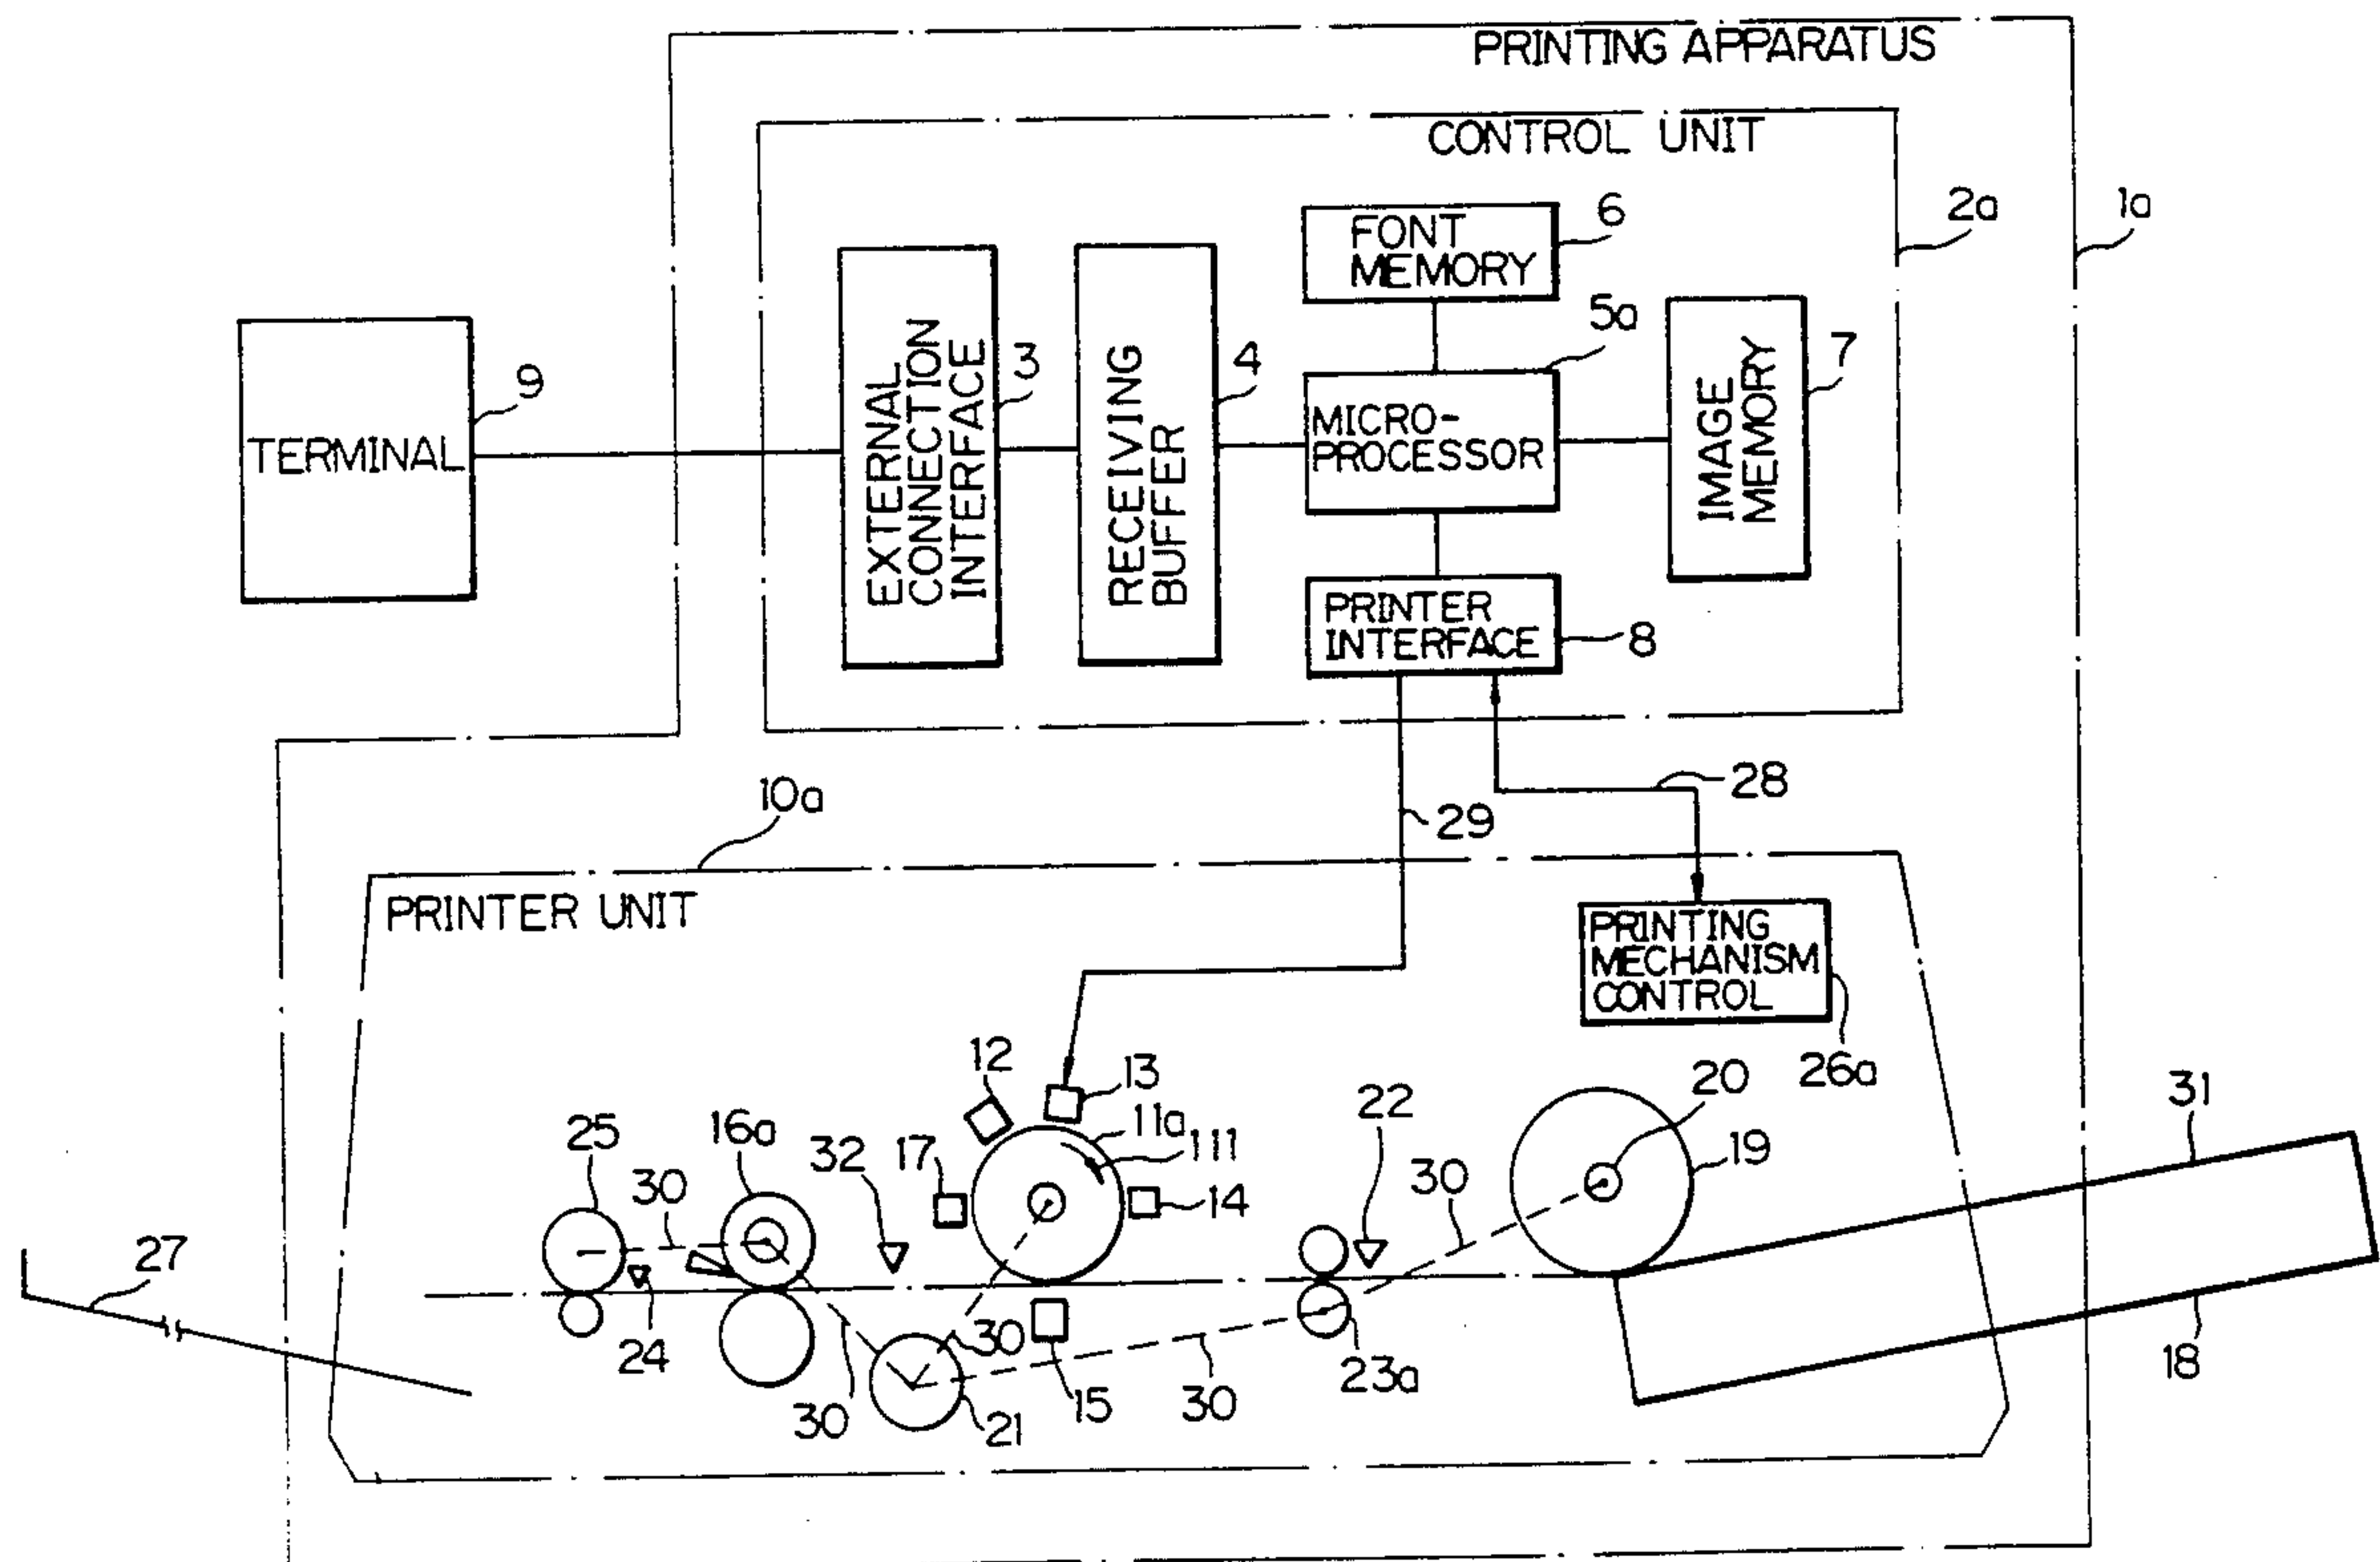 PRINTING APPARATUS
CONTROL UNIT
2a
1a
6
FONT
MEMORY
5a
EXTERNAL
CONNECTION
INTERFACE
3
RECEIVING
BUFFER
4
MICRO-
PROCESSOR
IMAGE
MEMORY
7
TERMINAL
9
PRINTER
INTERFACE
8
10a
28
29
PRINTER UNIT
PRINTING
MECHANISM
CONTROL
26a
12
13
11a
111
22
20
31
25
16a
32
17
14
30
19
30
27
24
30
30
15
30
21
23a
18